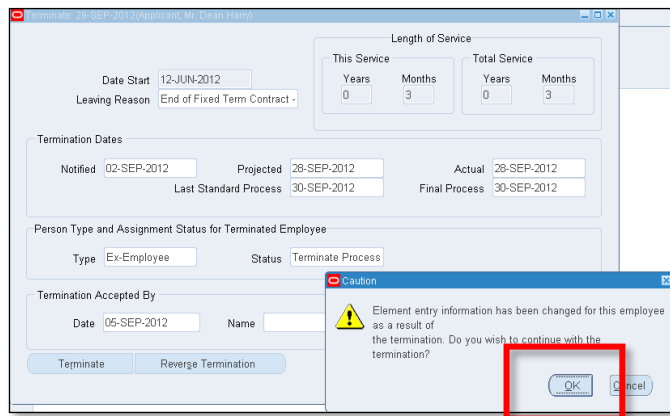 Terminate: 29-SEP-2012(Applicant, Mr. Dean Harry)
Length of Service
This Service
Total Service
Years Months
Years Months
Date Start 12-JUN-2012
0 3
0 3
Leaving Reason End of Fixed Term Contract -
Termination Dates
Notified 02-SEP-2012 Projected 28-SEP-2012 Actual 28-SEP-2012
Last Standard Process 30-SEP-2012 Final Process 30-SEP-2012
Person Type and Assignment Status for Terminated Employee
Type Ex-Employee Status Terminate Process
Termination Accepted By
Date 05-SEP-2012 Name
Terminate Reverse Termination
Caution
Element entry information has been changed for this employee
as a result of
the termination. Do you wish to continue with the
termination?
OK Cancel